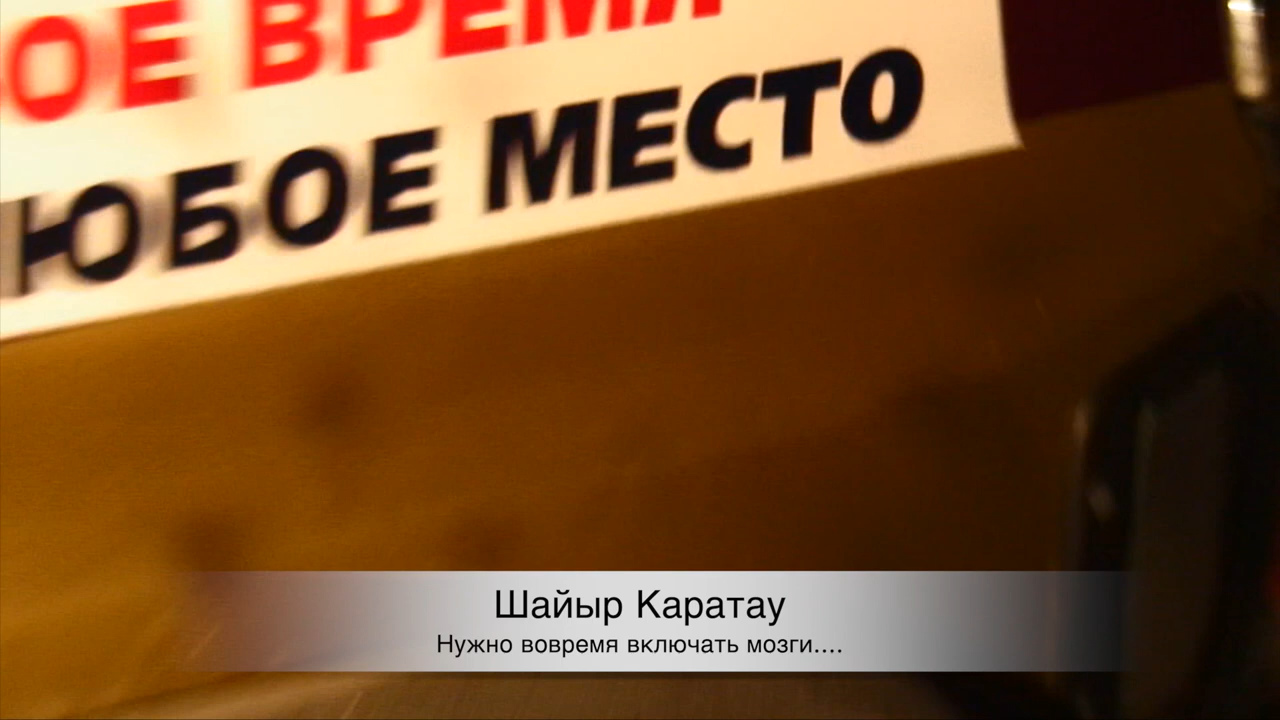 ОЕ ВРЕМЯ
ЮБОЕ МЕСТО
Шайыр Каратау
Нужно вовремя включать мозги....